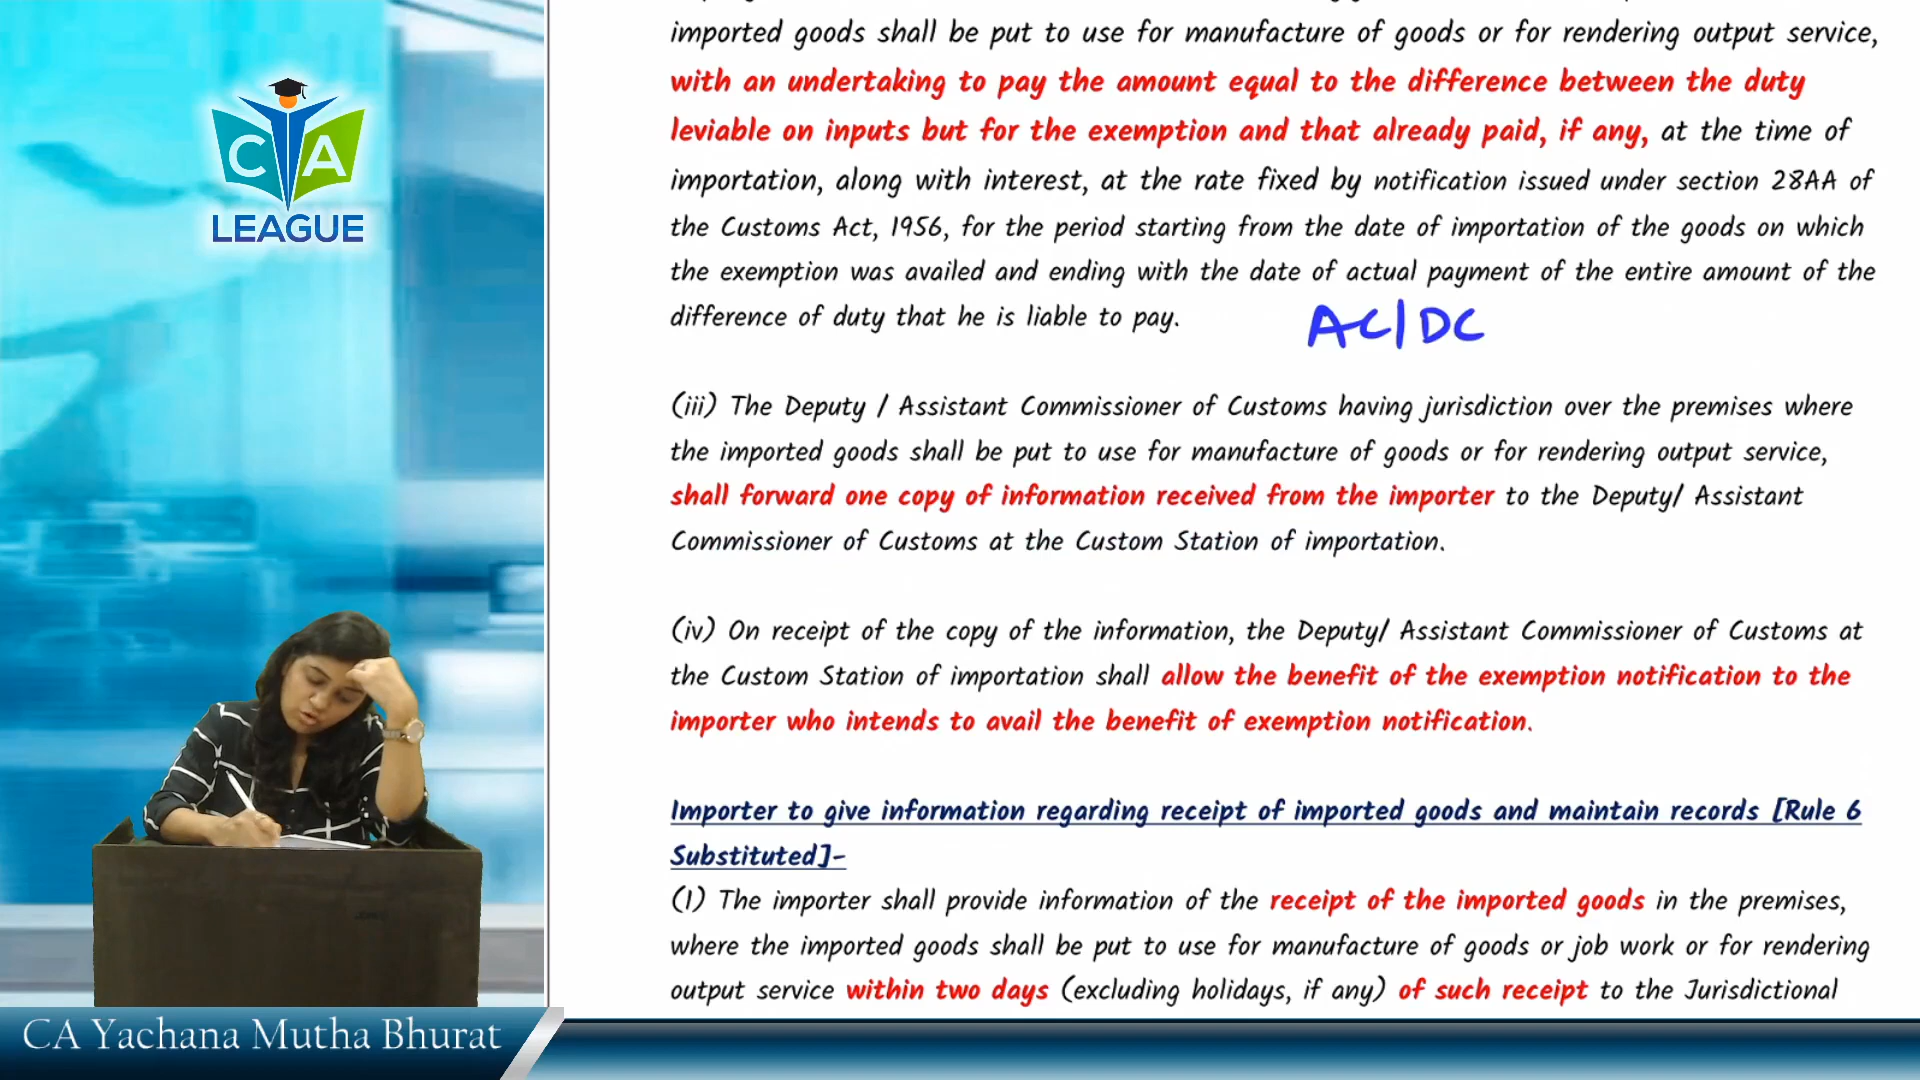 imported goods shall be put to use for manufacture of goods or for rendering output service,
with an undertaking to pay the amount equal to the difference between the duty
leviable on inputs but for the exemption and that already paid, if any, at the time of
importation, along with interest, at the rate fixed by notification issued under section 28AA of
the Customs Act, 1956, for the period starting from the date of importation of the goods on which
the exemption was availed and ending with the date of actual payment of the entire amount of the
difference of duty that he is liable to pay.
AC/DC
(iii) The Deputy / Assistant Commissioner of Customs having jurisdiction over the premises where
the imported goods shall be put to use for manufacture of goods or for rendering output service,
shall forward one copy of information received from the importer to the Deputy/ Assistant
Commissioner of Customs at the Custom Station of importation.
(iv) On receipt of the copy of the information, the Deputy/ Assistant Commissioner of Customs at
the Custom Station of importation shall allow the benefit of the exemption notification to the
importer who intends to avail the benefit of exemption notification.
Importer to give information regarding receipt of imported goods and maintain records [Rule 6
Substituted]-
(1) The importer shall provide information of the receipt of the imported goods in the premises,
where the imported goods shall be put to use for manufacture of goods or job work or for rendering
output service within two days (excluding holidays, if any) of such receipt to the Jurisdictional
CA
LEAGUE
CA Yachana Mutha Bhurat